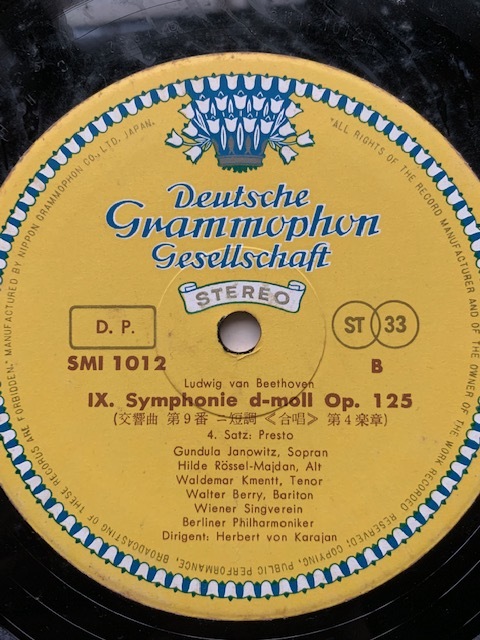 Deutsche
Grammophon
Gesellschaft
STEREO
D. P.
ST 33
SMI 1012
B
Ludwig van Beethoven
IX. Symphonie d-moll Op. 125
(交響曲 第9番 ニ短調 《合唱》 第4楽章)
4. Satz: Presto
Gundula Janowitz, Sopran
Hilde Rössel-Majdan, Alt
Waldemar Kmentt, Tenor
Walter Berry, Bariton
Wiener Singverein
Berliner Philharmoniker
Dirigent: Herbert von Karajan
"ALL RIGHTS OF THE RECORD MANUFACTURER AND OF THE OWNER OF THE RECORDED WORK RESERVED. COPYING, PUBLIC PERFORMANCE, BROADCASTING OF THESE RECORDS ARE FORBIDDEN." MANUFACTURED BY NIPPON GRAMMOPHON CO., LTD. JAPAN.